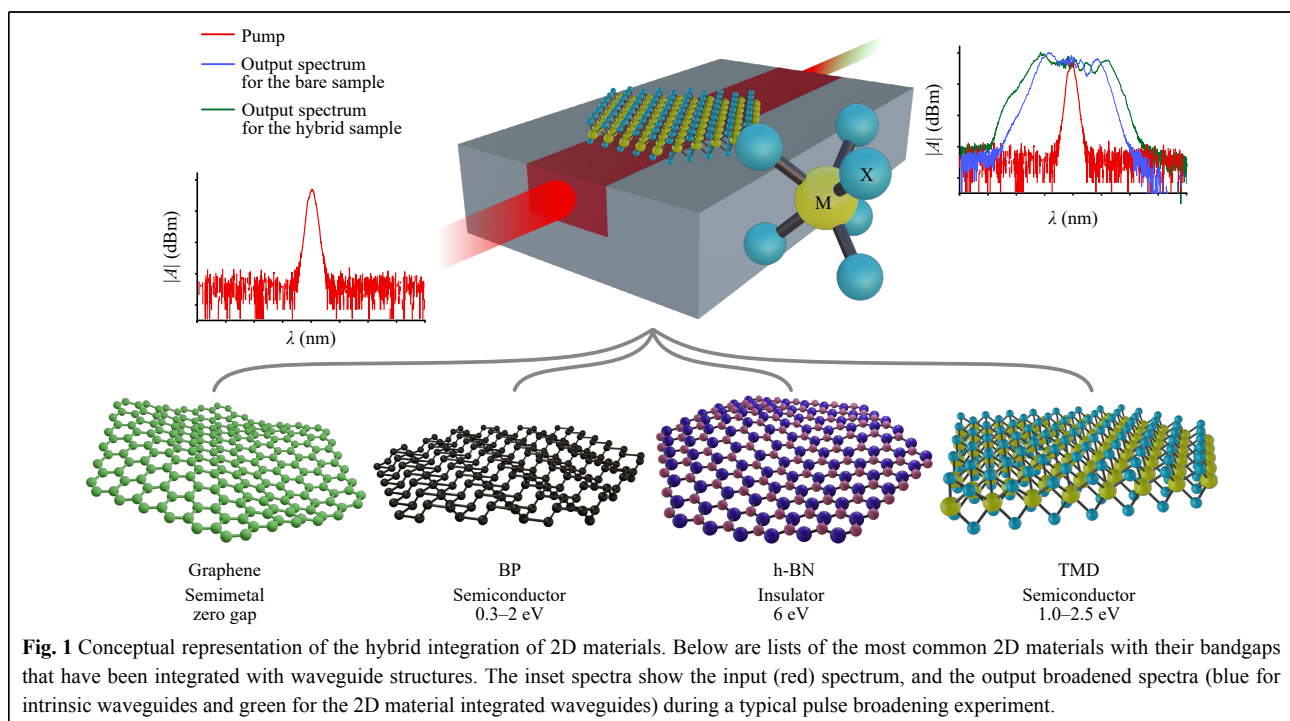 Pump
Output spectrum
for the bare sample
Output spectrum
for the hybrid sample
|A| (dBm)
λ (nm)
M
X
|A| (dBm)
λ (nm)
Graphene
Semimetal
zero gap
BP
Semiconductor
0.3–2 eV
h-BN
Insulator
6 eV
TMD
Semiconductor
1.0–2.5 eV
Fig. 1 Conceptual representation of the hybrid integration of 2D materials. Below are lists of the most common 2D materials with their bandgaps
that have been integrated with waveguide structures. The inset spectra show the input (red) spectrum, and the output broadened spectra (blue for
intrinsic waveguides and green for the 2D material integrated waveguides) during a typical pulse broadening experiment.